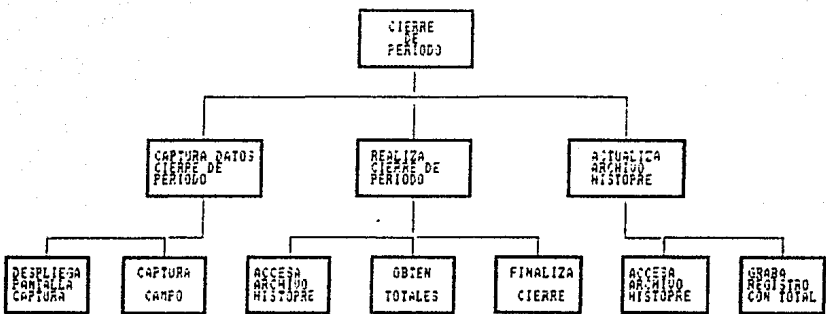 CIERRE
DE
PERIODO
CAPTURA DATOS
CIERRE DE
PERIODO
REALIZA
CIERRE DE
PERIODO
ACTUALIZA
ARCHIVO
HISTOPRE
DESPLIEGA
PANTALLA
CAPTURA
CAPTURA
CAMPO
ACCESA
ARCHIVO
HISTOPRE
OBTEN
TOTALES
FINALIZA
CIERRE
ACCESA
ARCHIVO
HISTOPRE
GRABA
REGISTRO
CON TOTAL